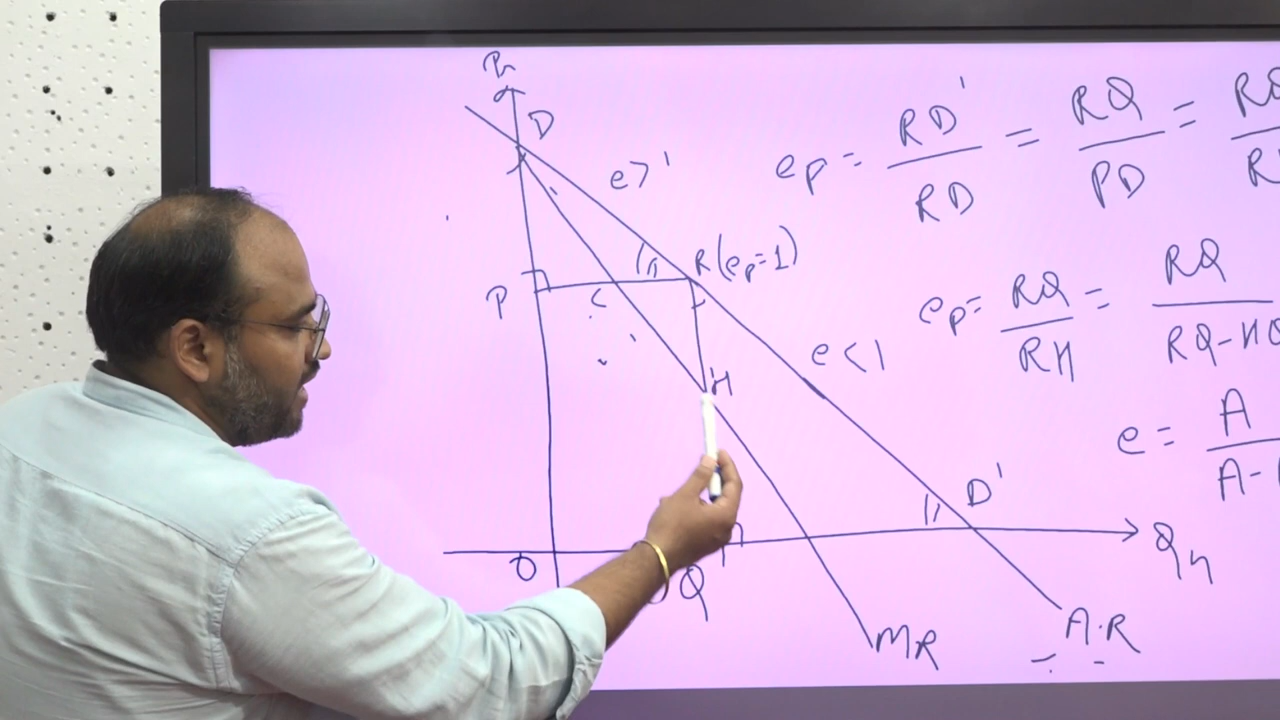 Pₙ
D
e>1
P
C
R(eₚ=1)
e<1
H
D'
O
Q
Qₙ
MR
A.R
eₚ = RD'/RD = RQ/PD =
eₚ = RQ/RH = RQ/RQ-HQ
e = A/A-